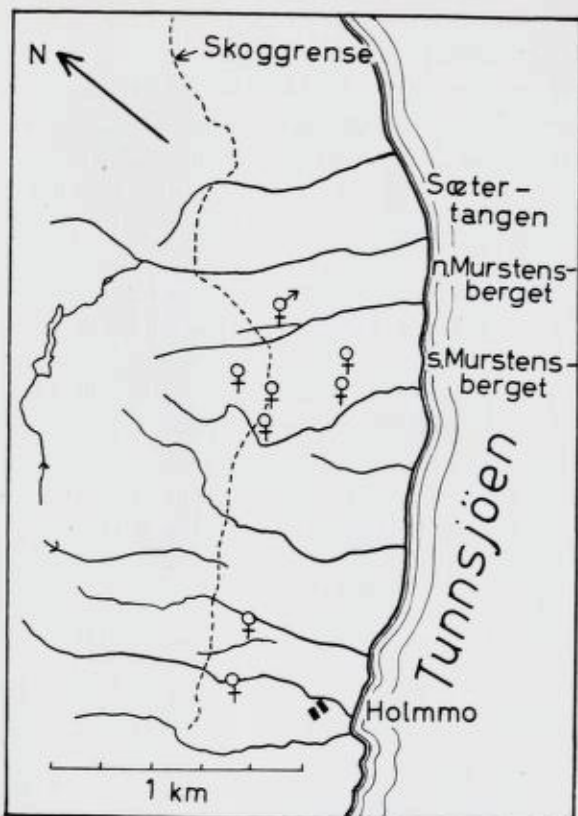 N
Skoggrense
Sæter-
tangen
n.Murstens-
berget
s.Murstens-
berget
Tunnsjöen
Holmmo
1 km